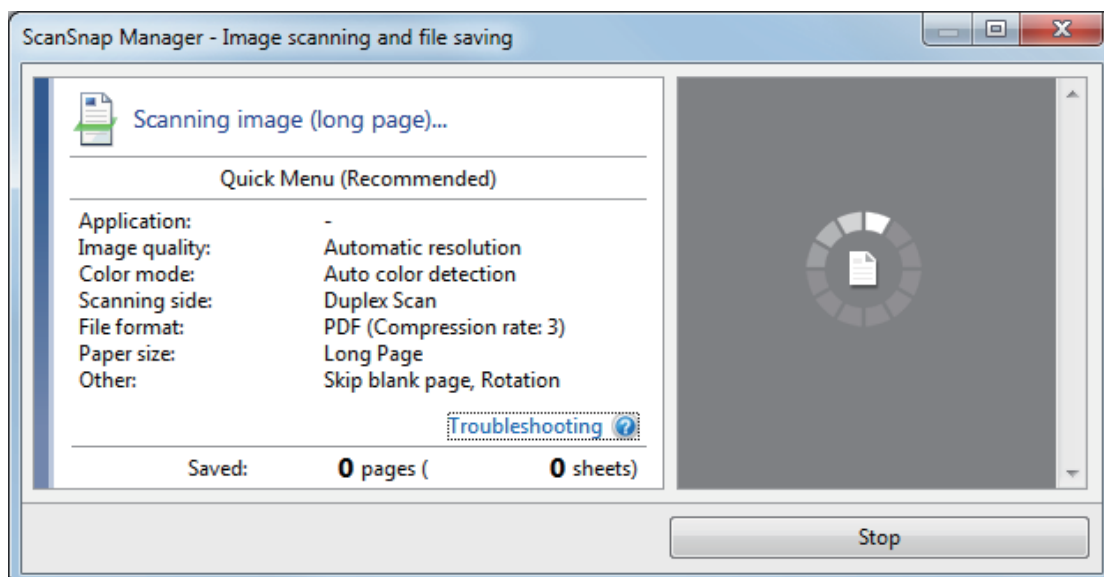 ScanSnap Manager - Image scanning and file saving
Scanning image (long page)...
Quick Menu (Recommended)
Application: -
Image quality: Automatic resolution
Color mode: Auto color detection
Scanning side: Duplex Scan
File format: PDF (Compression rate: 3)
Paper size: Long Page
Other: Skip blank page, Rotation
Troubleshooting ?
Saved: 0 pages ( 0 sheets)
Stop